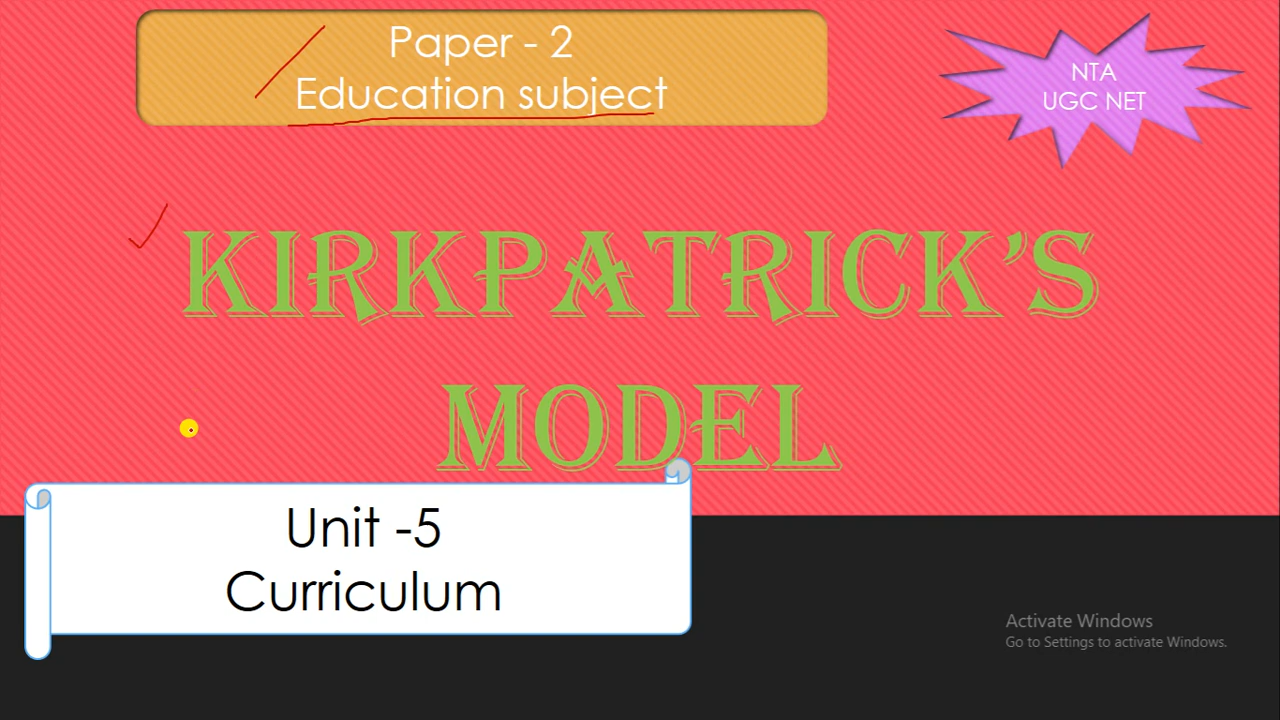 Paper - 2
Education subject
NTA
UGC NET
KIRKPATRICK'S
MODEL
Unit -5
Curriculum
Activate Windows
Go to Settings to activate Windows.